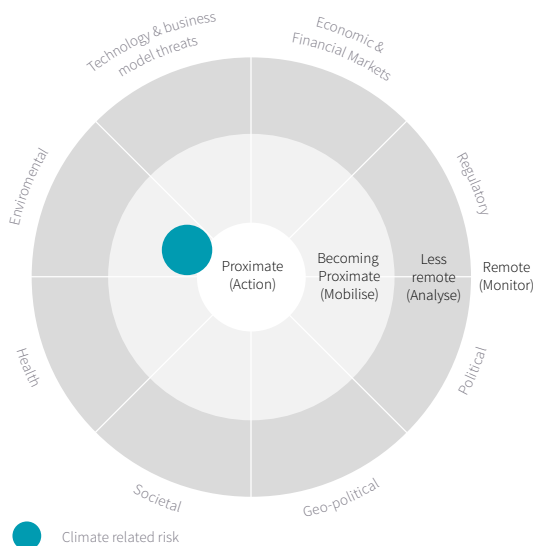 Technology & business
model threats
Economic &
Financial Markets
Enviromental
Regulatory
Proximate
(Action)
Becoming
Proximate
(Mobilise)
Less
remote
(Analyse)
Remote
(Monitor)
Health
Political
Societal
Geo-political
Climate related risk